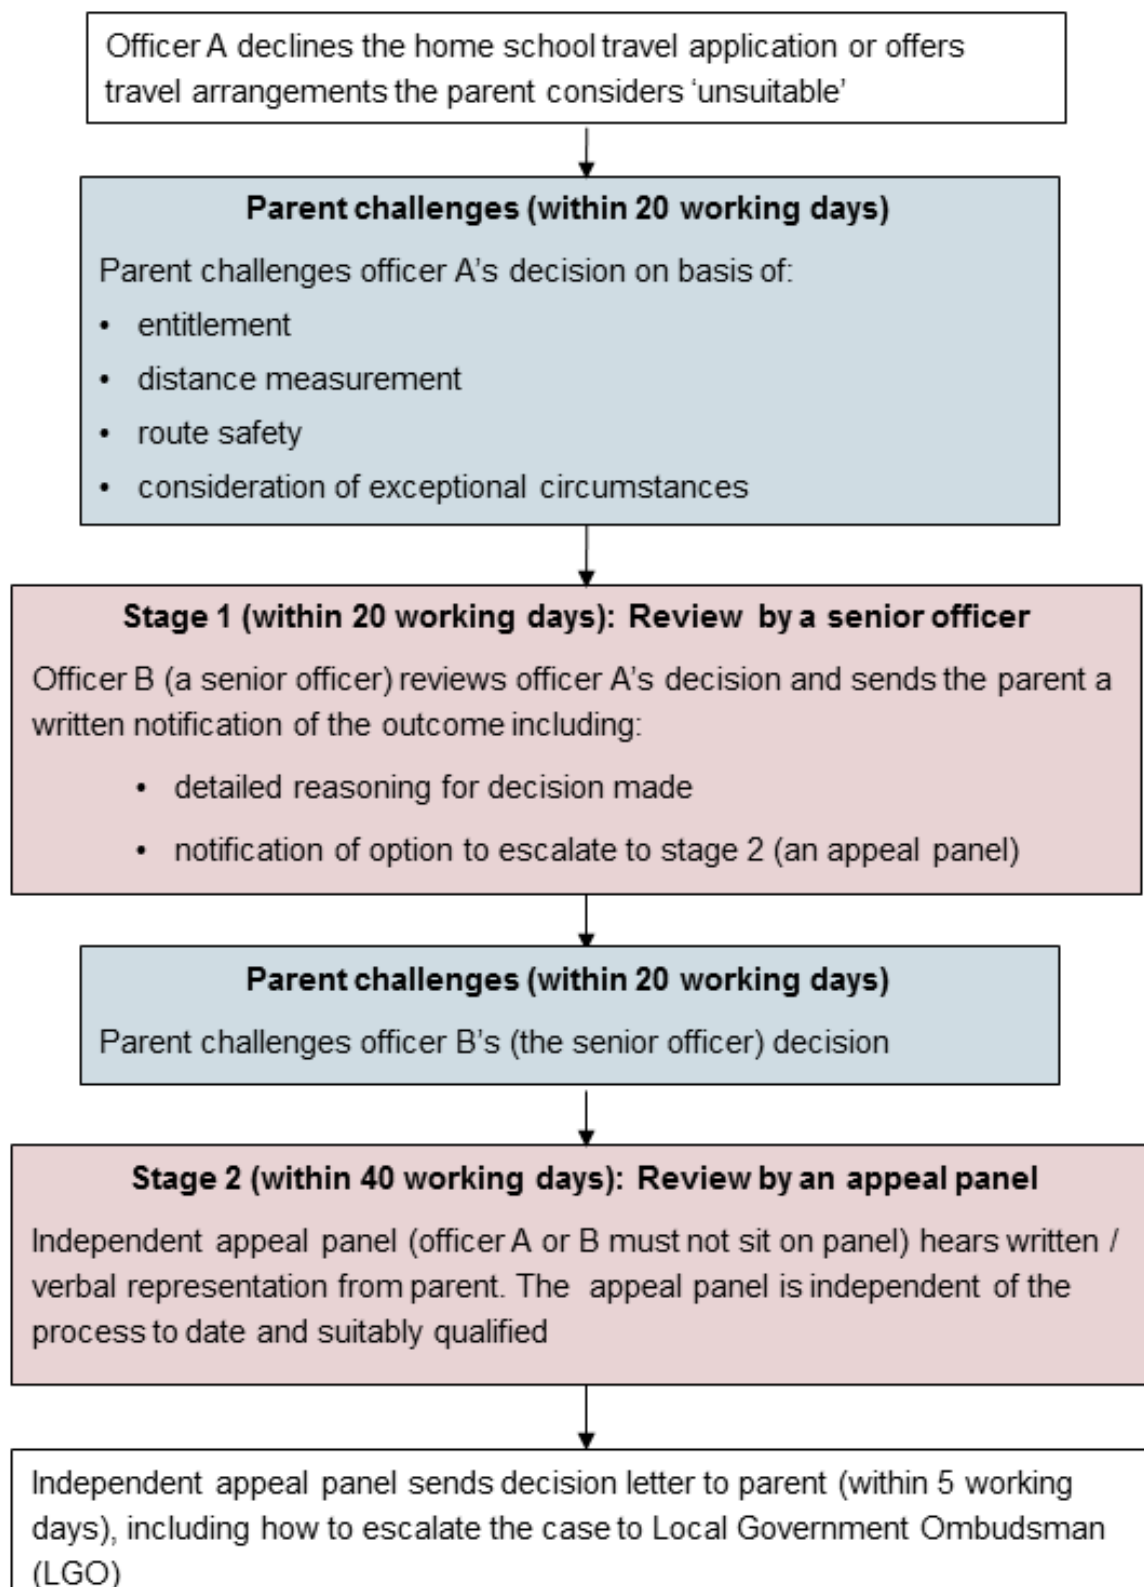 Officer A declines the home school travel application or offers
travel arrangements the parent considers ‘unsuitable’
Parent challenges (within 20 working days)
Parent challenges officer A’s decision on basis of:
• entitlement
• distance measurement
• route safety
• consideration of exceptional circumstances
Stage 1 (within 20 working days): Review by a senior officer
Officer B (a senior officer) reviews officer A’s decision and sends the parent a
written notification of the outcome including:
• detailed reasoning for decision made
• notification of option to escalate to stage 2 (an appeal panel)
Parent challenges (within 20 working days)
Parent challenges officer B’s (the senior officer) decision
Stage 2 (within 40 working days): Review by an appeal panel
Independent appeal panel (officer A or B must not sit on panel) hears written /
verbal representation from parent. The appeal panel is independent of the
process to date and suitably qualified
Independent appeal panel sends decision letter to parent (within 5 working
days), including how to escalate the case to Local Government Ombudsman
(LGO)